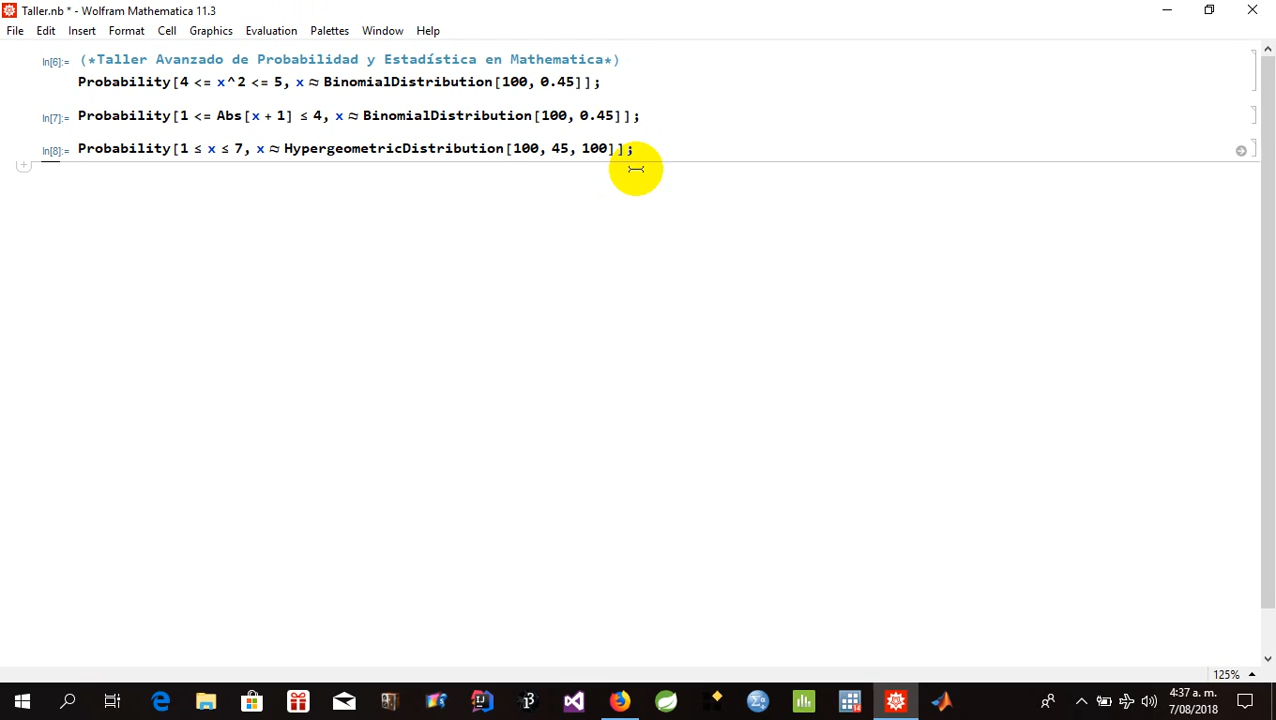 Taller.nb * - Wolfram Mathematica 11.3
File Edit Insert Format Cell Graphics Evaluation Palettes Window Help
In[6]:= (*Taller Avanzado de Probabilidad y Estadística en Mathematica*)
Probability[4 <= x^2 <= 5, x ≈ BinomialDistribution[100, 0.45]];
In[7]:= Probability[1 <= Abs[x + 1] ≤ 4, x ≈ BinomialDistribution[100, 0.45]];
In[8]:= Probability[1 ≤ x ≤ 7, x ≈ HypergeometricDistribution[100, 45, 100]];
125%
4:37 a. m.
7/08/2018